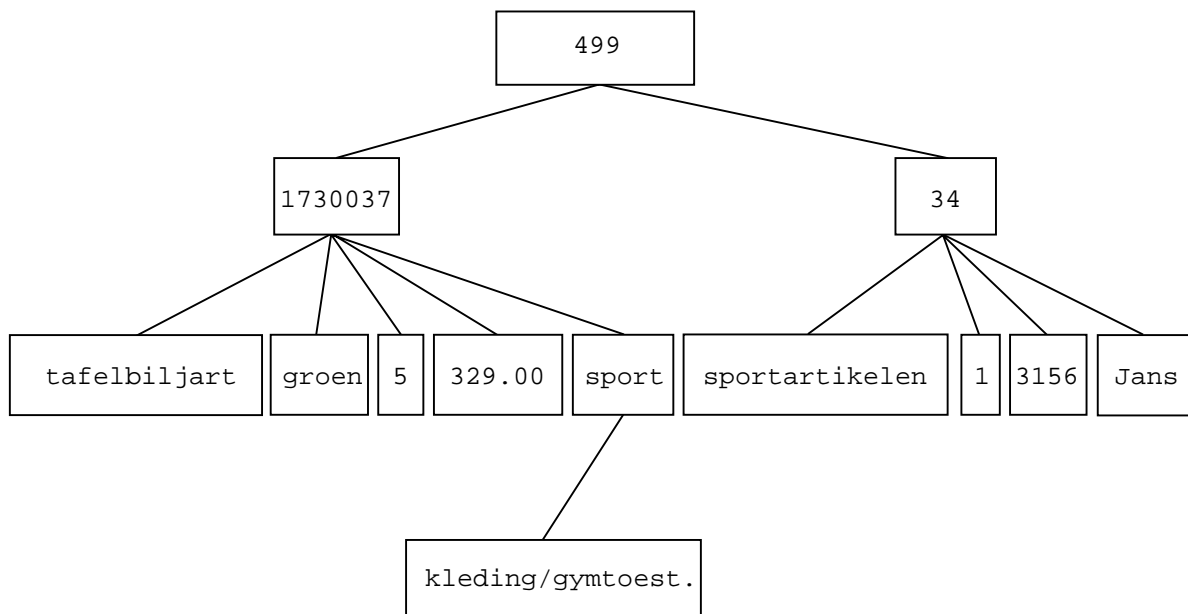 499
1730037 34
tafelbiljart groen 5 329.00 sport sportartikelen 1 3156 Jans
kleding/gymtoest.